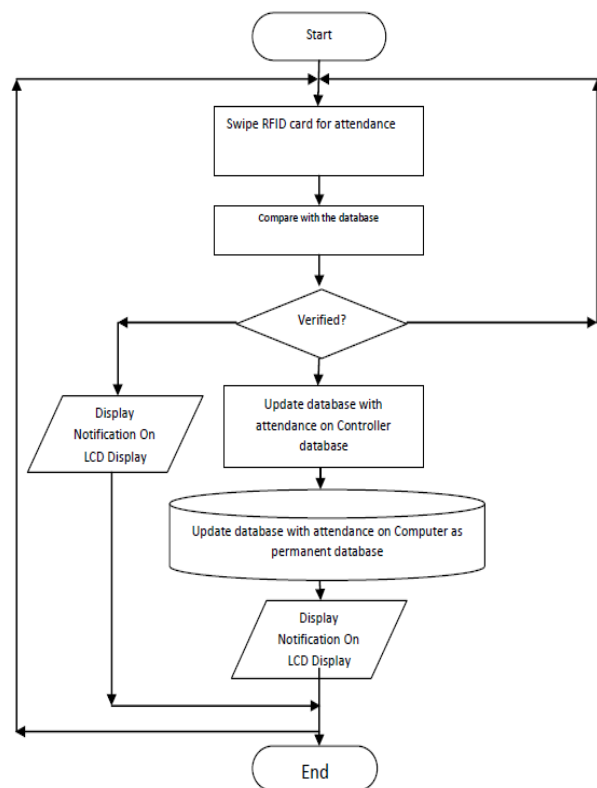 Start
Swipe RFID card for attendance
Compare with the database
Verified?
Display
Notification On
LCD Display
Update database with
attendance on Controller
database
Update database with attendance on Computer as
permanent database
Display
Notification On
LCD Display
End